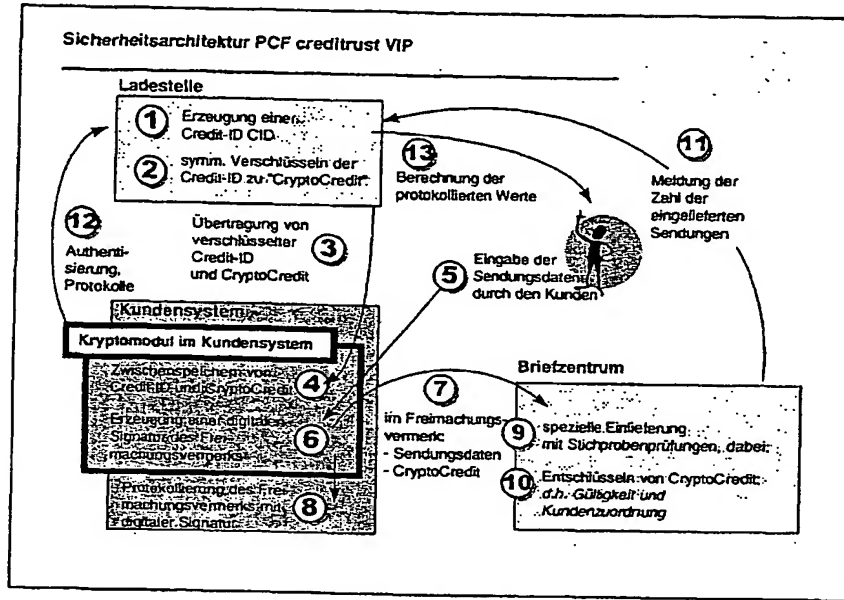 Sicherheitsarchitektur PCF creditrust VIP
Ladestelle
1
Erzeugung einer
Credit-ID CID
2
symm. Verschlüsseln der
Credit-ID zu "CryptoCredit"
13
Berechnung der
protokollierten Werte
11
Meldung der
Zahl der
eingelieferten
Sendungen
12
Authenti-
sierung,
Protokolle
Übertragung von
verschlüsselter
Credit-ID
und CryptoCredit
3
5
Eingabe der
Sendungsdaten
durch den Kunden
Kundensystem
Kryptomodul im Kundensystem
Zwischenspeichern von
Credit-ID und CryptoCredit
4
Erzeugung einer digitalen
Signatur des Frei-
machungsvermerks
6
Protokollierung des Frei-
machungsvermerks mit
digitaler Signatur
8
7
im Freimachungs-
vermerk:
- Sendungsdaten
- CryptoCredit
Briefzentrum
9
spezielle Einlieferung
mit Stichprobenprüfungen, dabei:
10
Entschlüsseln von CryptoCredit,
d.h. Gültigkeit und
Kundenzuordnung